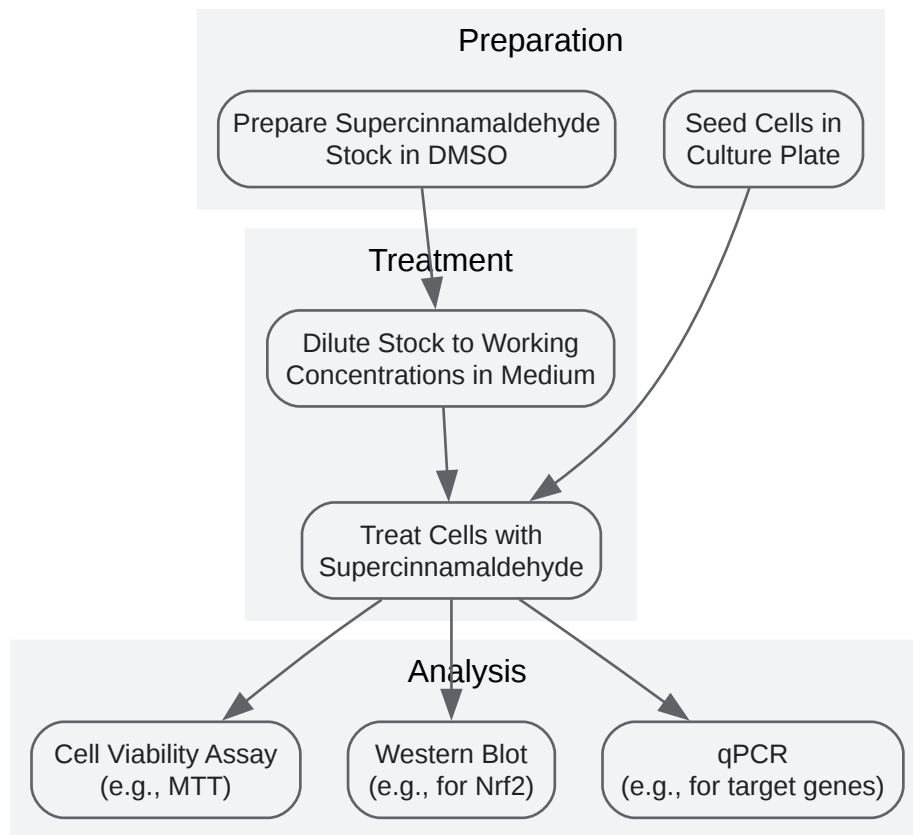 Preparation
Prepare Supercinnamaldehyde
Stock in DMSO
Seed Cells in
Culture Plate
Treatment
Dilute Stock to Working
Concentrations in Medium
Treat Cells with
Supercinnamaldehyde
Analysis
Cell Viability Assay
(e.g., MTT)
Western Blot
(e.g., for Nrf2)
qPCR
(e.g., for target genes)